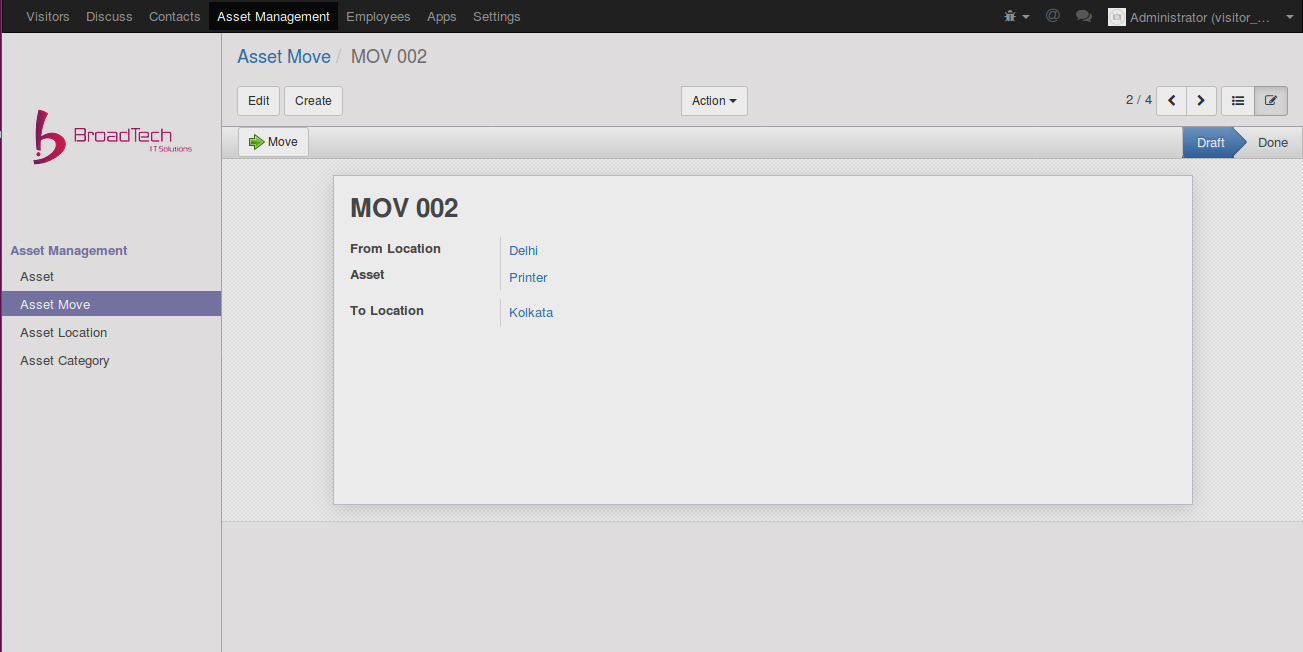 Visitors Discuss Contacts Asset Management Employees Apps Settings @ Administrator (visitor_...
Asset Move / MOV 002
Edit Create Action 2 / 4
BroadTech
IT Solutions
Move Draft Done
MOV 002
Asset Management
Asset
Asset Move
Asset Location
Asset Category
From Location Delhi
Asset Printer
To Location Kolkata